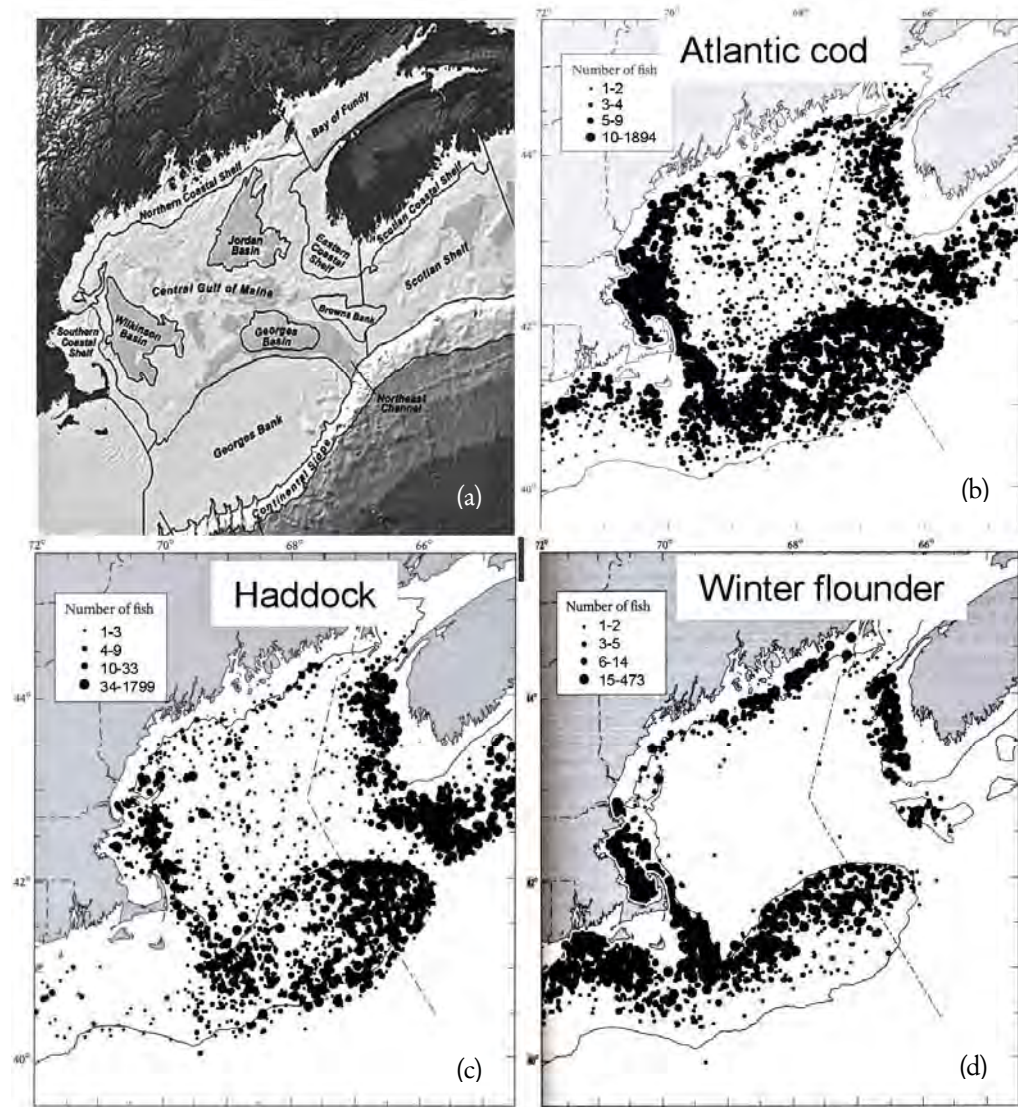 Bay of Fundy
Northern Coastal Shelf
Scotian Coastal Shelf
Jordan
Basin
Eastern
Coastal
Shelf
Scotian Shelf
Central Gulf of Maine
Browns Bank
Wilkinson
Basin
Georges
Basin
Southern
Coastal
Shelf
Northeast
Channel
Georges Bank
Continental Slope
(a)
72°
70°
68°
66°
Atlantic cod
Number of fish
1-2
3-4
5-9
10-1894
44
42
40°
(b)
72°
70°
68°
66°
Haddock
Number of fish
1-3
4-9
10-33
34-1799
44°
42°
40°
(c)
72°
70°
68°
66°
Winter flounder
Number of fish
1-2
3-5
6-14
15-473
(d)